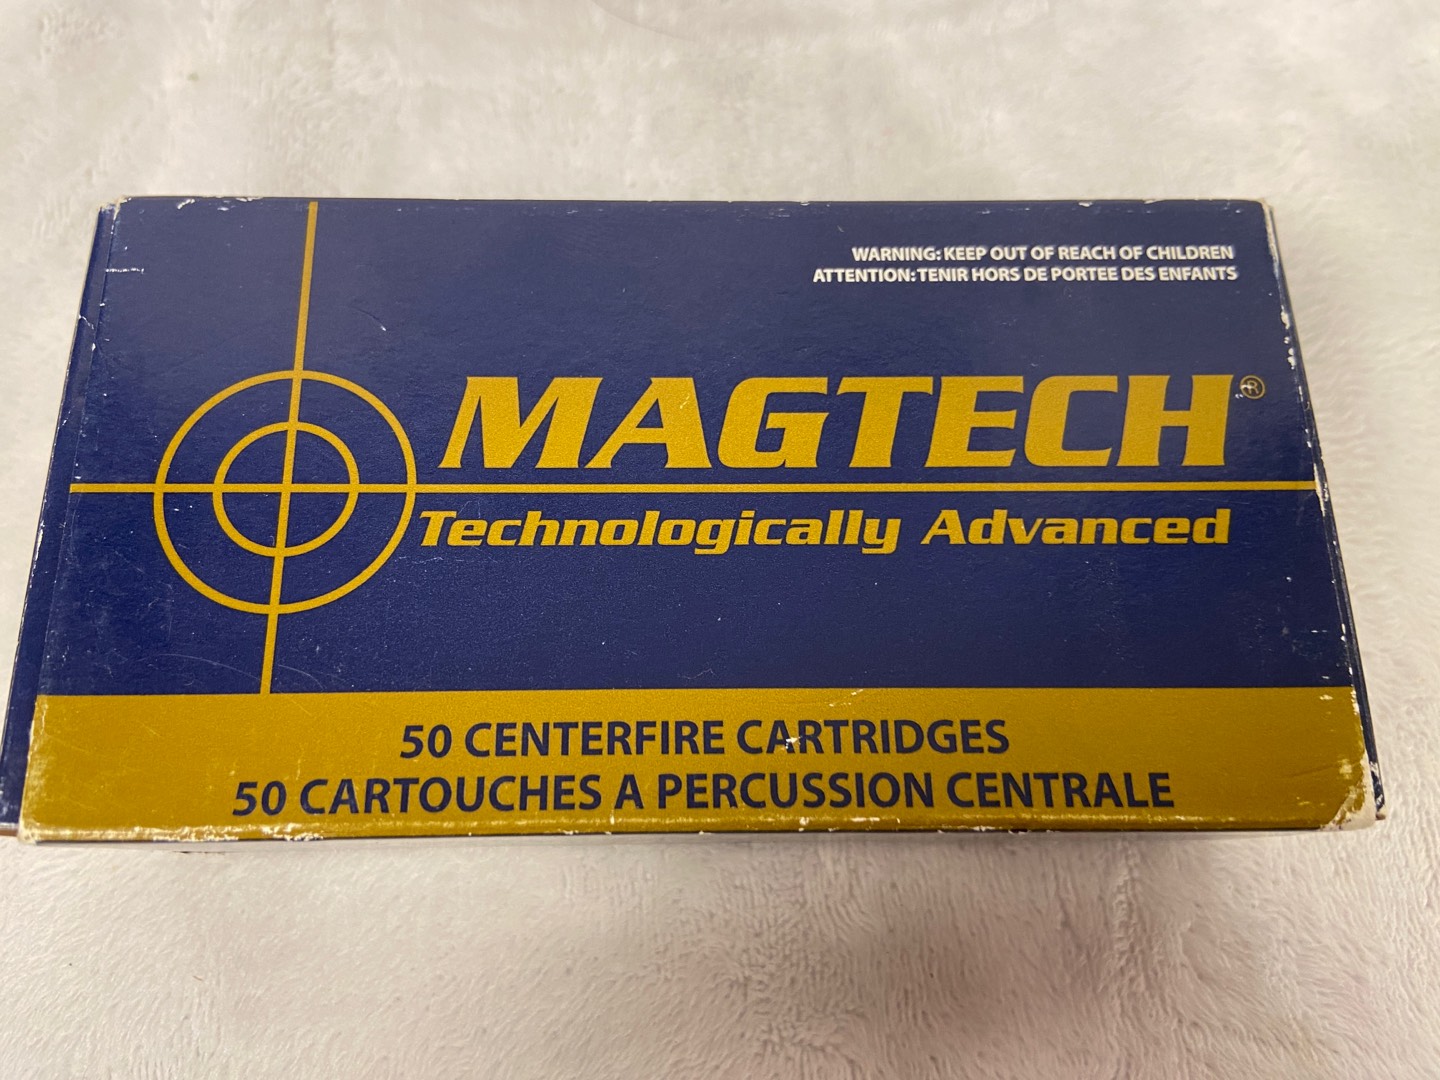 WARNING: KEEP OUT OF REACH OF CHILDREN
ATTENTION: TENIR HORS DE PORTEE DES ENFANTS
MAGTECH®
Technologically Advanced
50 CENTERFIRE CARTRIDGES
50 CARTOUCHES A PERCUSSION CENTRALE